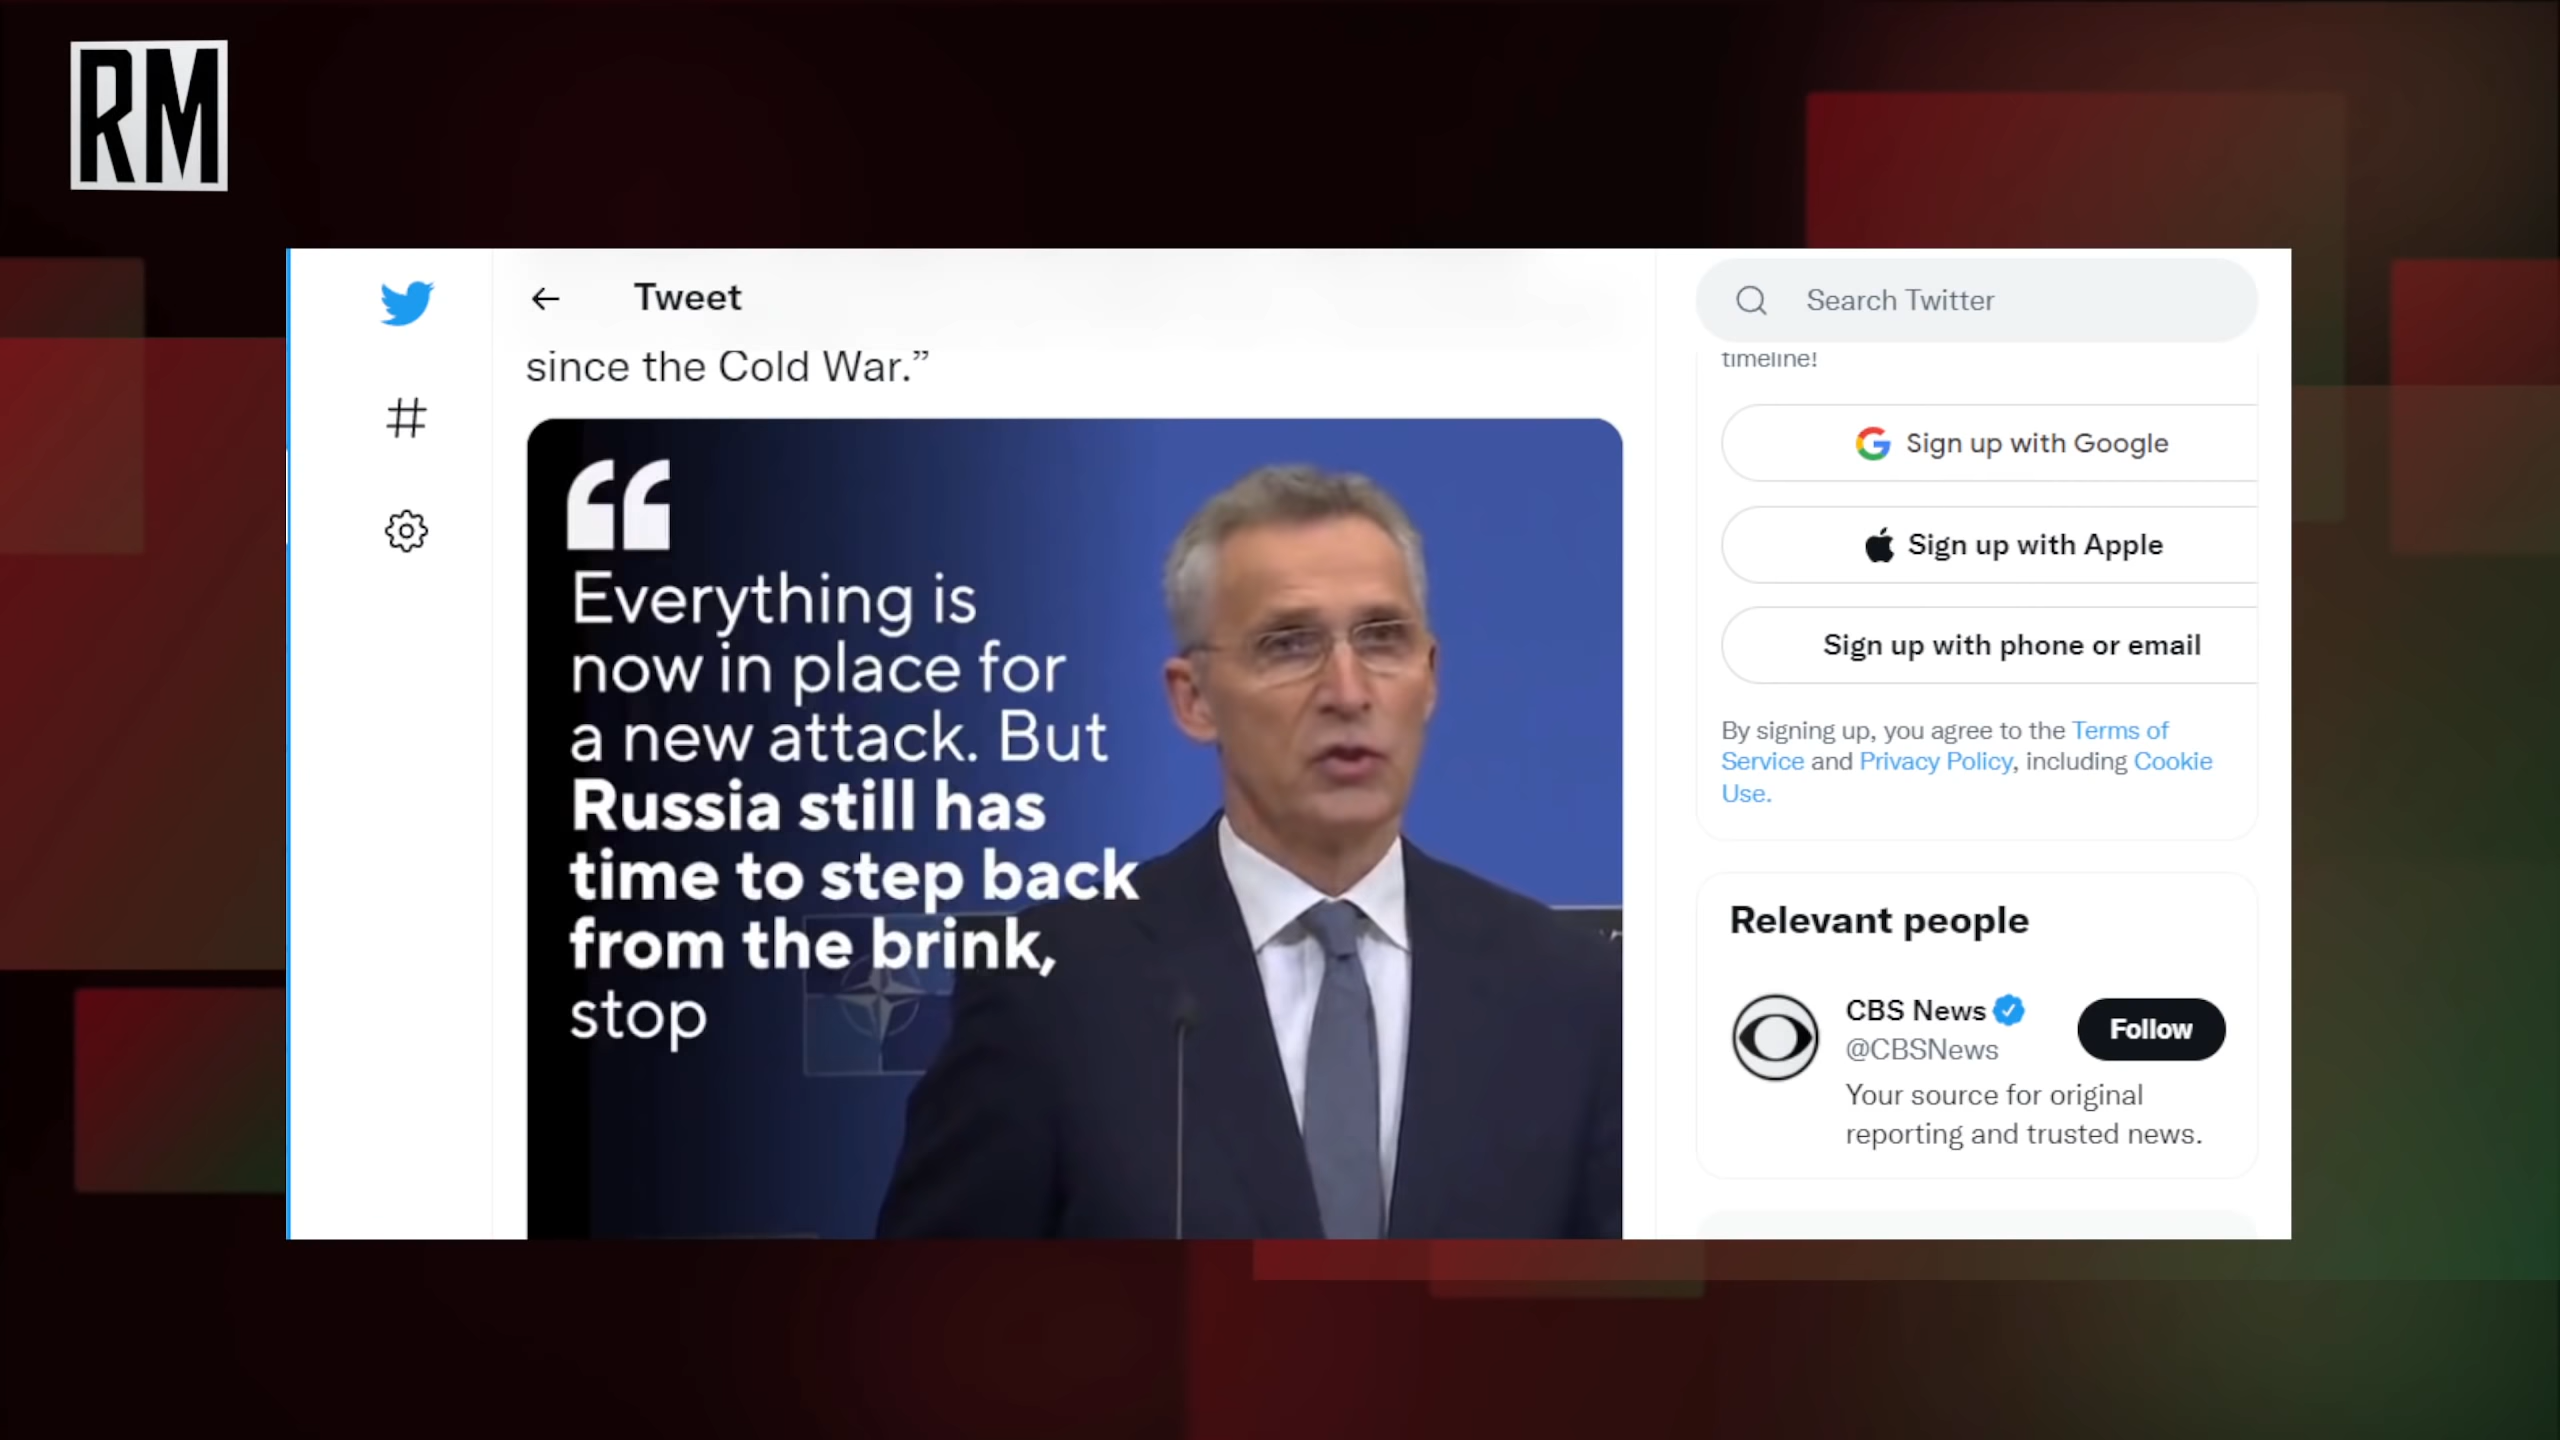 RM
Tweet
since the Cold War.”
“
Everything is
now in place for
a new attack. But
Russia still has
time to step back
from the brink,
stop
Search Twitter
timeline!
Sign up with Google
Sign up with Apple
Sign up with phone or email
By signing up, you agree to the Terms of
Service and Privacy Policy, including Cookie
Use.
Relevant people
CBS News
@CBSNews
Follow
Your source for original
reporting and trusted news.